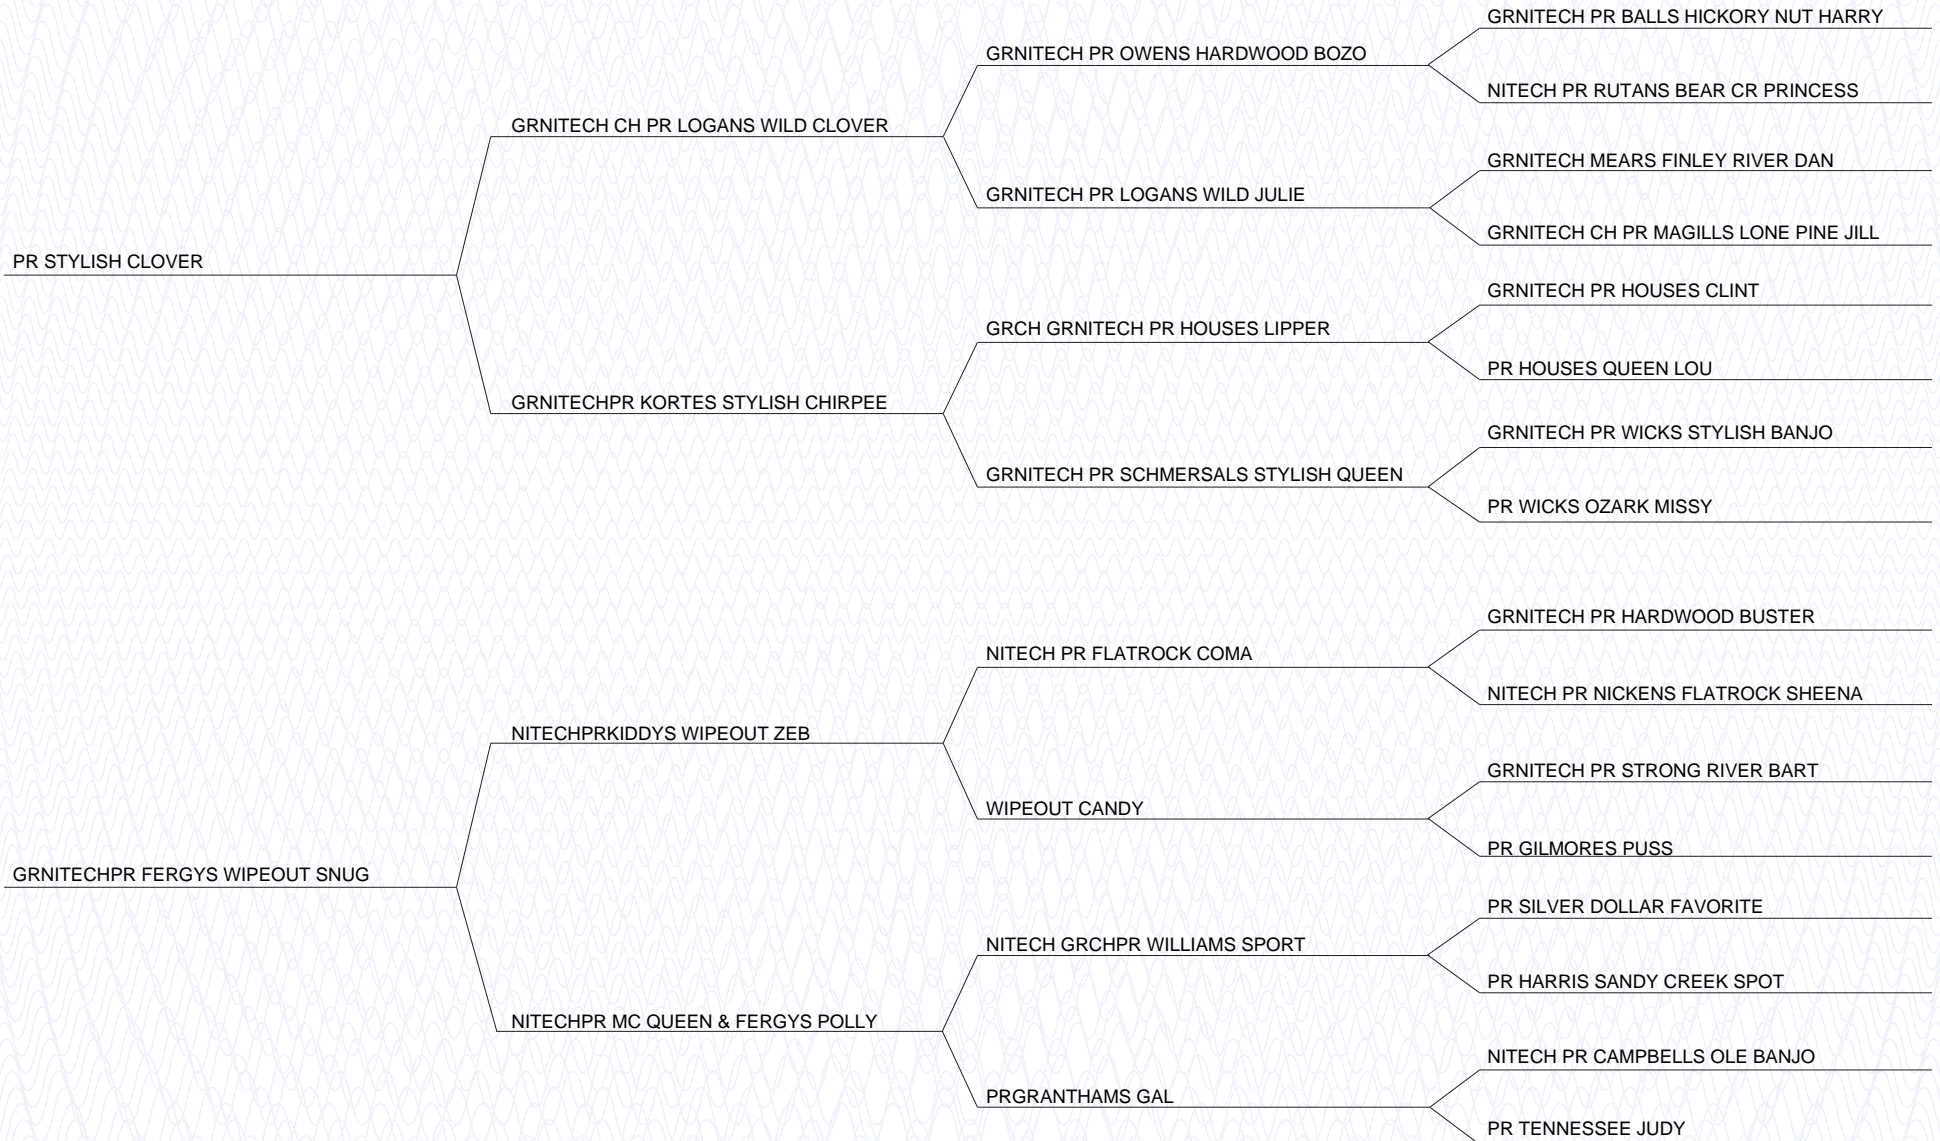 GRNITECH PR BALLS HICKORY NUT HARRY
GRNITECH PR OWENS HARDWOOD BOZO
NITECH PR RUTANS BEAR CR PRINCESS
GRNITECH CH PR LOGANS WILD CLOVER
GRNITECH MEARS FINLEY RIVER DAN
GRNITECH PR LOGANS WILD JULIE
GRNITECH CH PR MAGILLS LONE PINE JILL
PR STYLISH CLOVER
GRNITECH PR HOUSES CLINT
GRCH GRNITECH PR HOUSES LIPPER
PR HOUSES QUEEN LOU
GRNITECHPR KORTES STYLISH CHIRPEE
GRNITECH PR WICKS STYLISH BANJO
GRNITECH PR SCHMERSALS STYLISH QUEEN
PR WICKS OZARK MISSY
GRNITECH PR HARDWOOD BUSTER
NITECH PR FLATROCK COMA
NITECH PR NICKENS FLATROCK SHEENA
NITECHPRKIDDYS WIPEOUT ZEB
GRNITECH PR STRONG RIVER BART
WIPEOUT CANDY
PR GILMORES PUSS
GRNITECHPR FERGYS WIPEOUT SNUG
PR SILVER DOLLAR FAVORITE
NITECH GRCHPR WILLIAMS SPORT
PR HARRIS SANDY CREEK SPOT
NITECHPR MC QUEEN & FERGYS POLLY
NITECH PR CAMPBELLS OLE BANJO
PRGRANTHAMS GAL
PR TENNESSEE JUDY